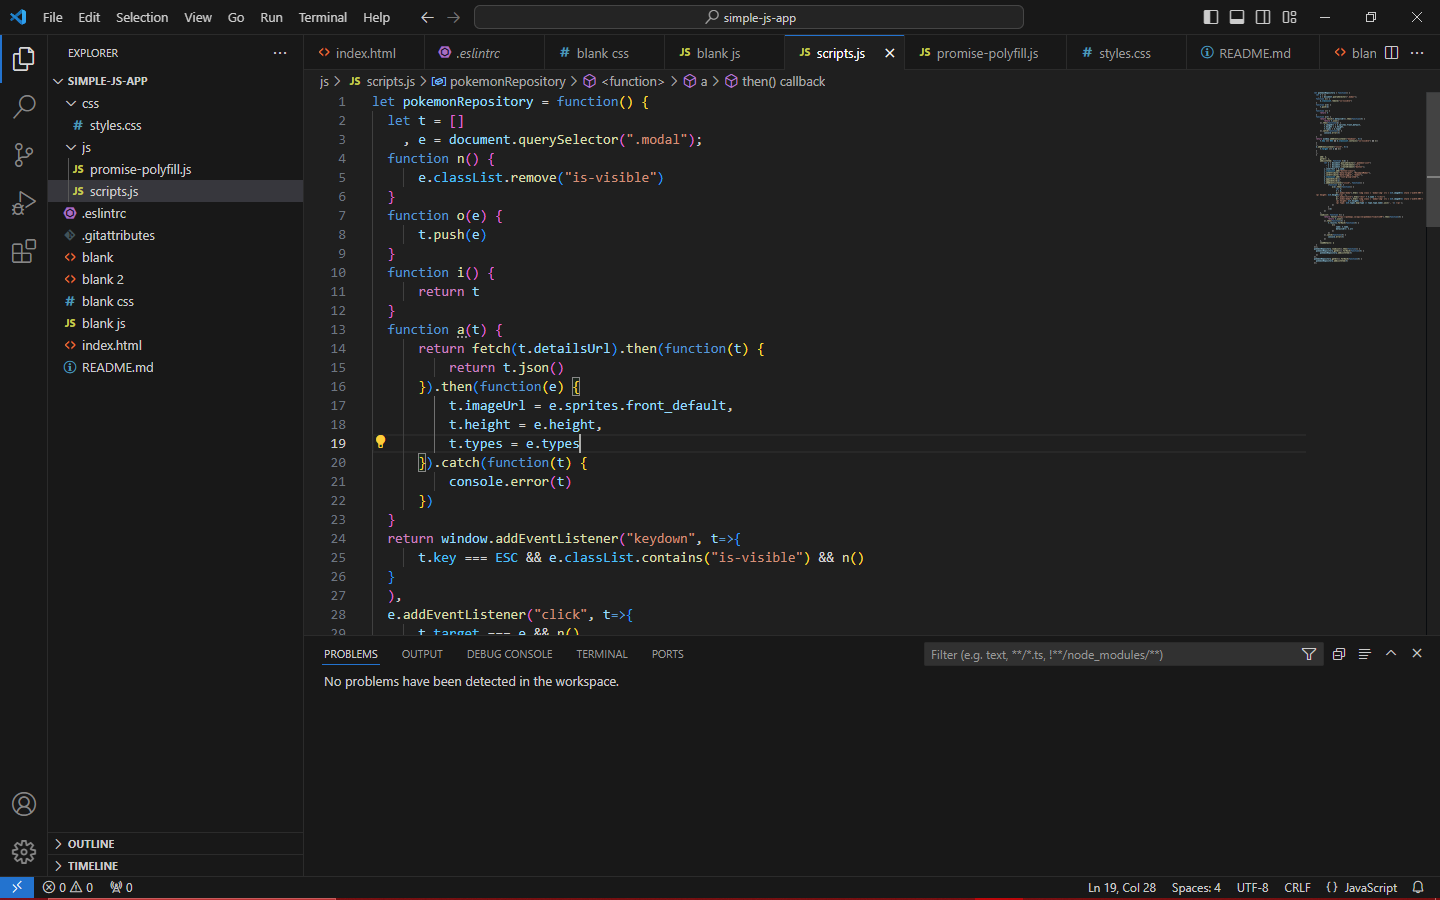 File Edit Selection View Go Run Terminal Help
simple-js-app
EXPLORER
SIMPLE-JS-APP
css
# styles.css
js
JS promise-polyfill.js
JS scripts.js
.eslintrc
.gitattributes
blank
blank 2
# blank css
JS blank js
index.html
README.md
OUTLINE
TIMELINE
index.html .eslintrc # blank css JS blank js JS scripts.js JS promise-polyfill.js # styles.css README.md blan
js > JS scripts.js > pokemonRepository > <function> > a > then() callback
1 let pokemonRepository = function() {
2 let t = []
3 , e = document.querySelector(".modal");
4 function n() {
5 e.classList.remove("is-visible")
6 }
7 function o(e) {
8 t.push(e)
9 }
10 function i() {
11 return t
12 }
13 function a(t) {
14 return fetch(t.detailsUrl).then(function(t) {
15 return t.json()
16 }).then(function(e) {
17 t.imageUrl = e.sprites.front_default,
18 t.height = e.height,
19 t.types = e.types
20 }).catch(function(t) {
21 console.error(t)
22 })
23 }
24 return window.addEventListener("keydown", t=>{
25 t.key === ESC && e.classList.contains("is-visible") && n()
26 }
27 ),
28 e.addEventListener("click", t=>{
29 t.target === e && n()
PROBLEMS OUTPUT DEBUG CONSOLE TERMINAL PORTS
Filter (e.g. text, **/*.ts, !**/node_modules/**)
No problems have been detected in the workspace.
0 0 0
Ln 19, Col 28 Spaces: 4 UTF-8 CRLF {} JavaScript